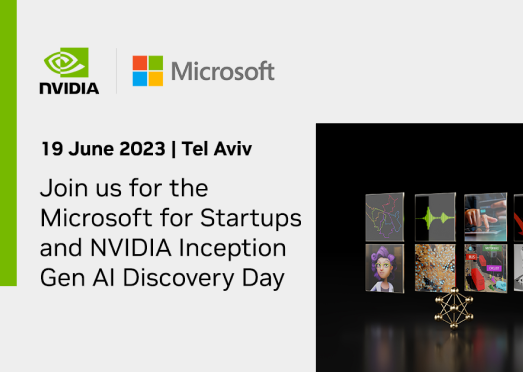 NVIDIA
Microsoft
19 June 2023 | Tel Aviv
Join us for the
Microsoft for Startups
and NVIDIA Inception
Gen AI Discovery Day